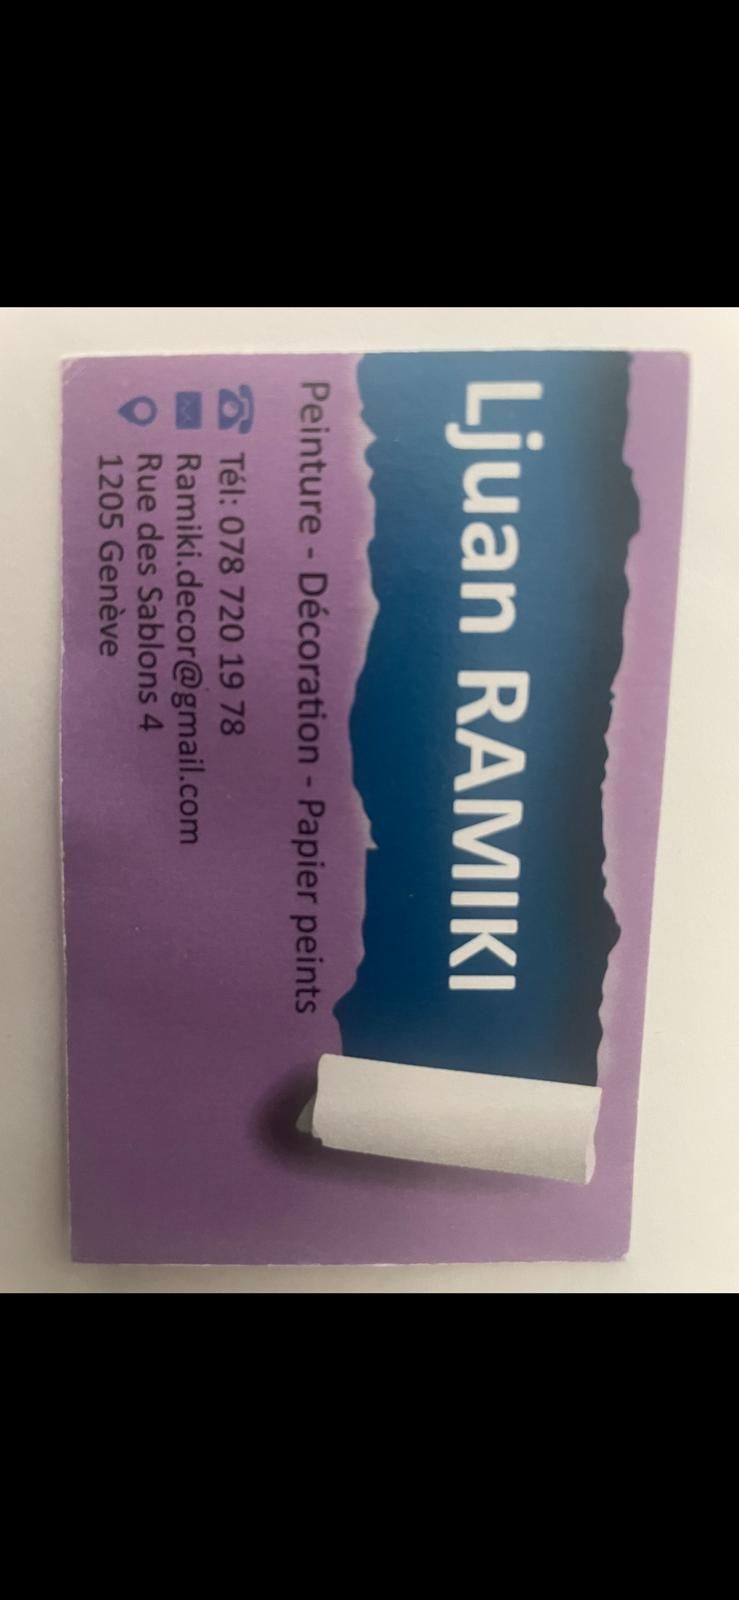 Ljuan RAMIKI
Peinture - Décoration - Papier peints
Tél: 078 720 19 78
Ramiki.decor@gmail.com
Rue des Sablons 4
1205 Genève